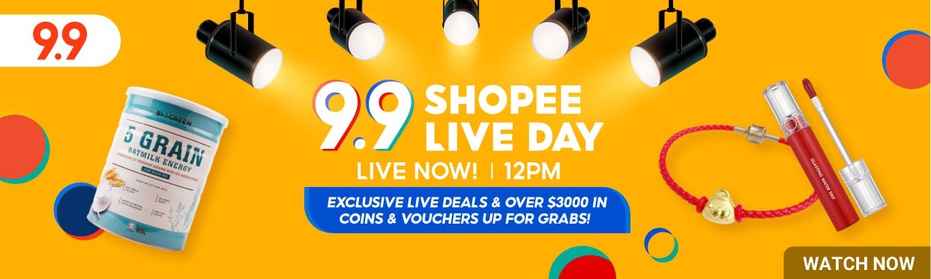 9.9
9.9 SHOPEE
LIVE DAY
LIVE NOW! | 12PM
EXCLUSIVE LIVE DEALS & OVER $3000 IN
COINS & VOUCHERS UP FOR GRABS!
BIOGREEN
5 GRAIN
OATMILK ENERGY
WATCH NOW